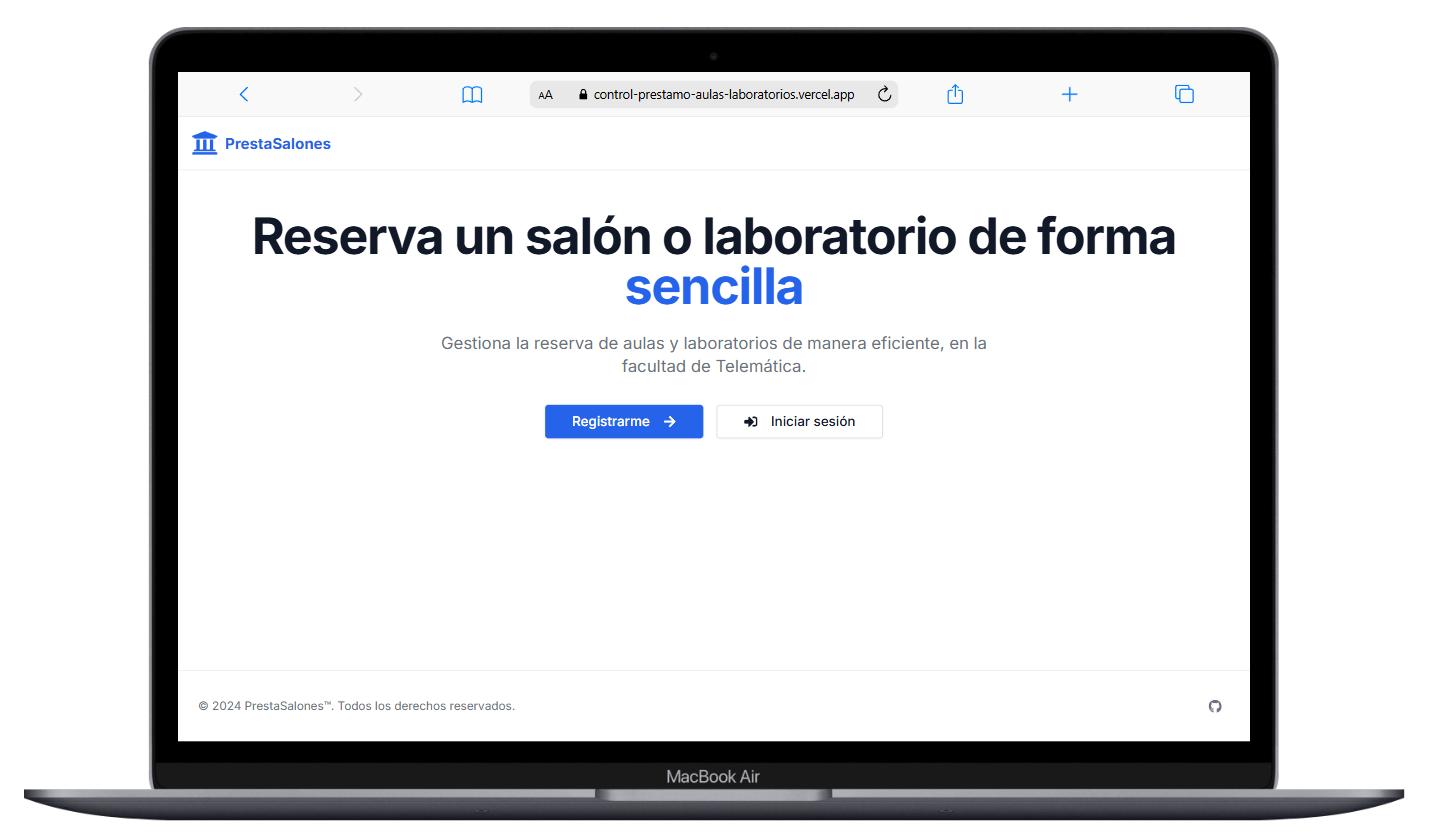 AA control-prestamo-aulas-laboratorios.vercel.app
PrestaSalones
Reserva un salón o laboratorio de forma
sencilla
Gestiona la reserva de aulas y laboratorios de manera eficiente, en la
facultad de Telemática.
Registrarme
Iniciar sesión
© 2024 PrestaSalones™. Todos los derechos reservados.
MacBook Air